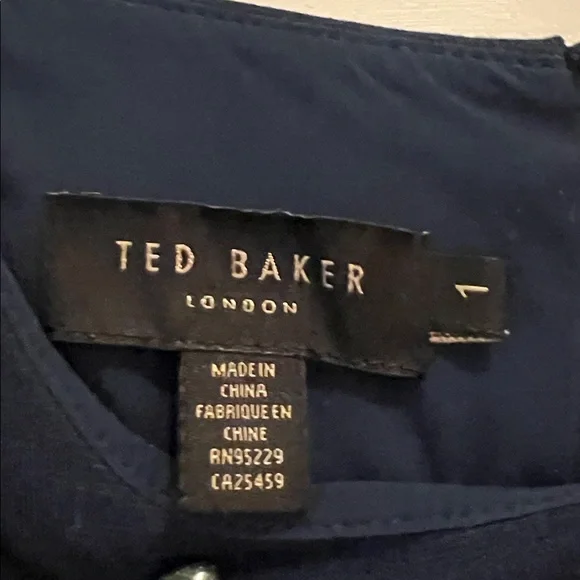 TED BAKER
LONDON
1
MADE IN
CHINA
FABRIQUE EN
CHINE
RN95229
CA25459